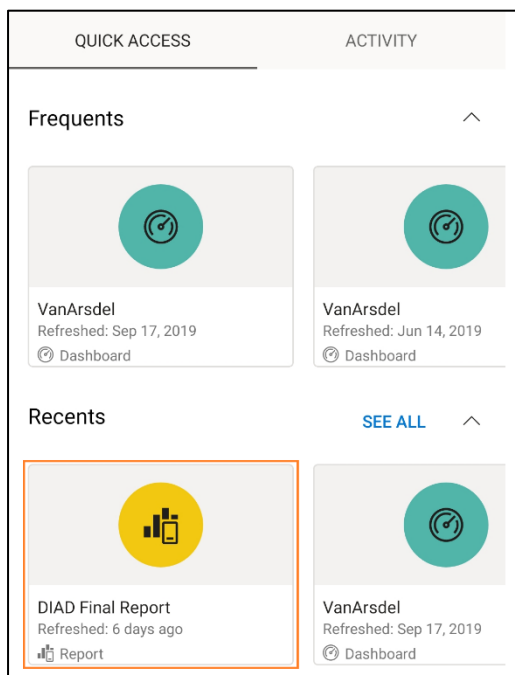 QUICK ACCESS
ACTIVITY
Frequents
VanArsdel
Refreshed: Sep 17, 2019
Dashboard
VanArsdel
Refreshed: Jun 14, 2019
Dashboard
Recents
SEE ALL
DIAD Final Report
Refreshed: 6 days ago
Report
VanArsdel
Refreshed: Sep 17, 2019
Dashboard